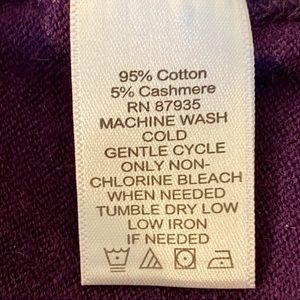 95% Cotton
5% Cashmere
RN 87935
MACHINE WASH
COLD
GENTLE CYCLE
ONLY NON-
CHLORINE BLEACH
WHEN NEEDED
TUMBLE DRY LOW
LOW IRON
IF NEEDED